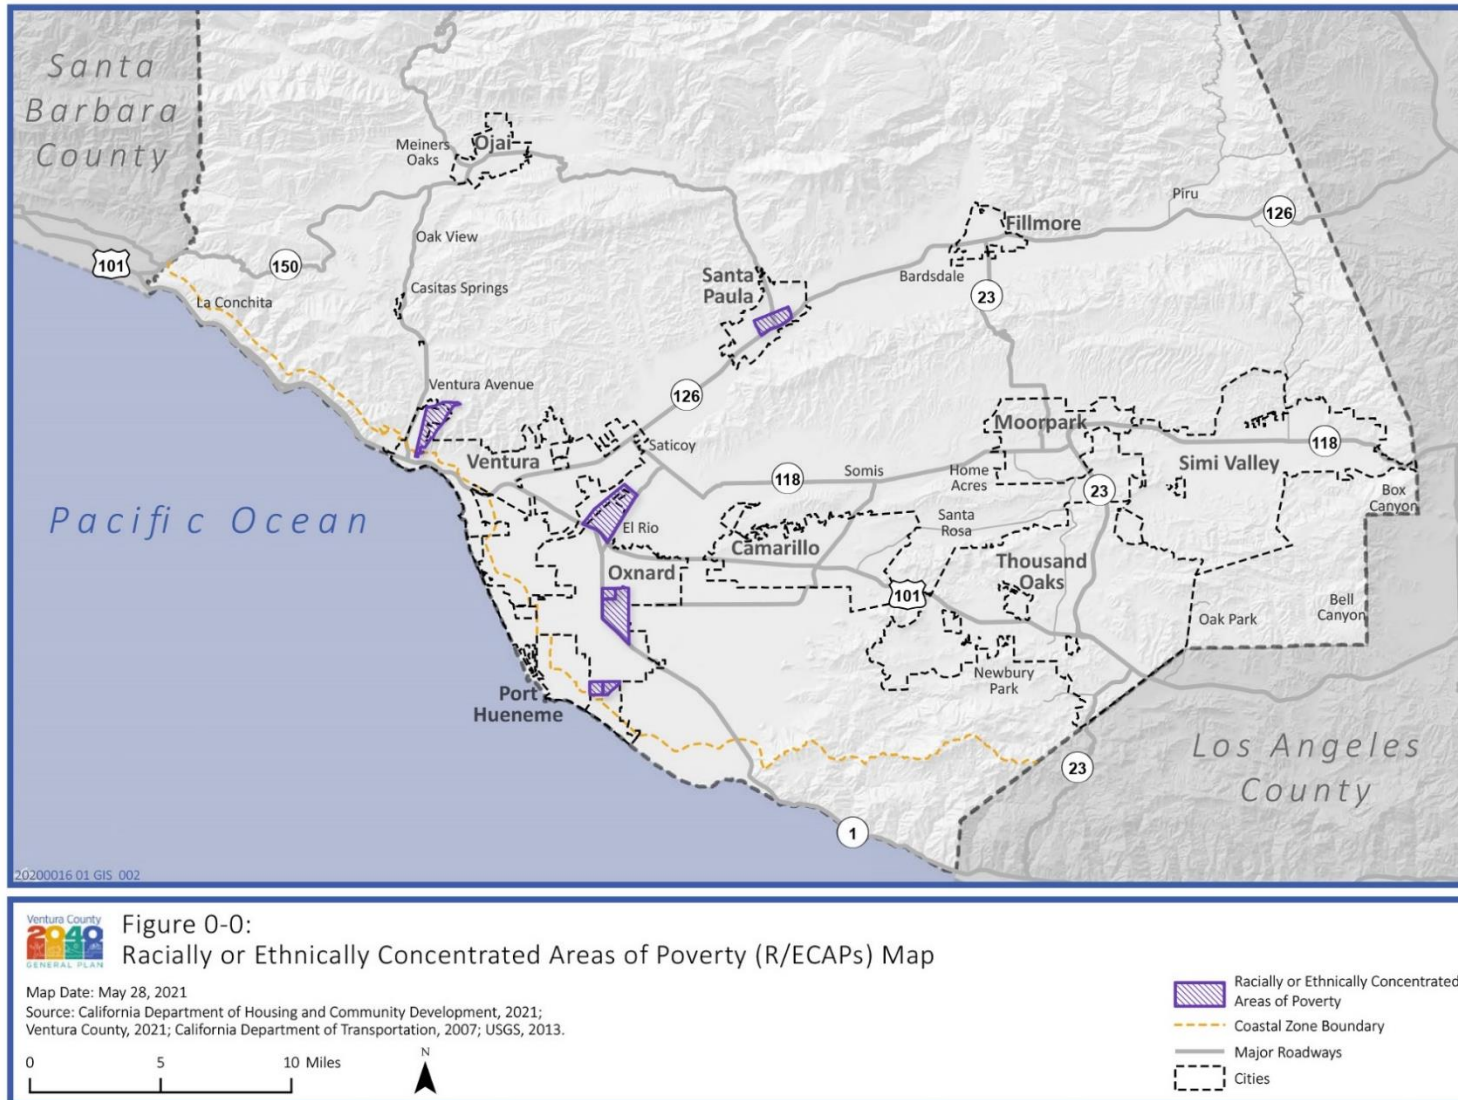 Santa
Barbara
County
Meiners
Oaks
Ojai
Piru
126
Fillmore
Oak View
101
150
Santa
Paula
Bardsdale
23
Casitas Springs
La Conchita
Ventura Avenue
126
Moorpark
Saticoy
118
Ventura
118
Somis
Home
Acres
Simi Valley
23
Box
Canyon
Pacific Ocean
El Rio
Santa
Rosa
Camarillo
Oxnard
Thousand
Oaks
101
Bell
Canyon
Oak Park
Newbury
Park
Port
Hueneme
Los Angeles
County
23
1
20200016 01 GIS 002
Ventura County
2040
GENERAL PLAN
Figure 0-0:
Racially or Ethnically Concentrated Areas of Poverty (R/ECAPs) Map
Map Date: May 28, 2021
Source: California Department of Housing and Community Development, 2021;
Ventura County, 2021; California Department of Transportation, 2007; USGS, 2013.
0 5 10 Miles
N
Racially or Ethnically Concentrated
Areas of Poverty
Coastal Zone Boundary
Major Roadways
Cities